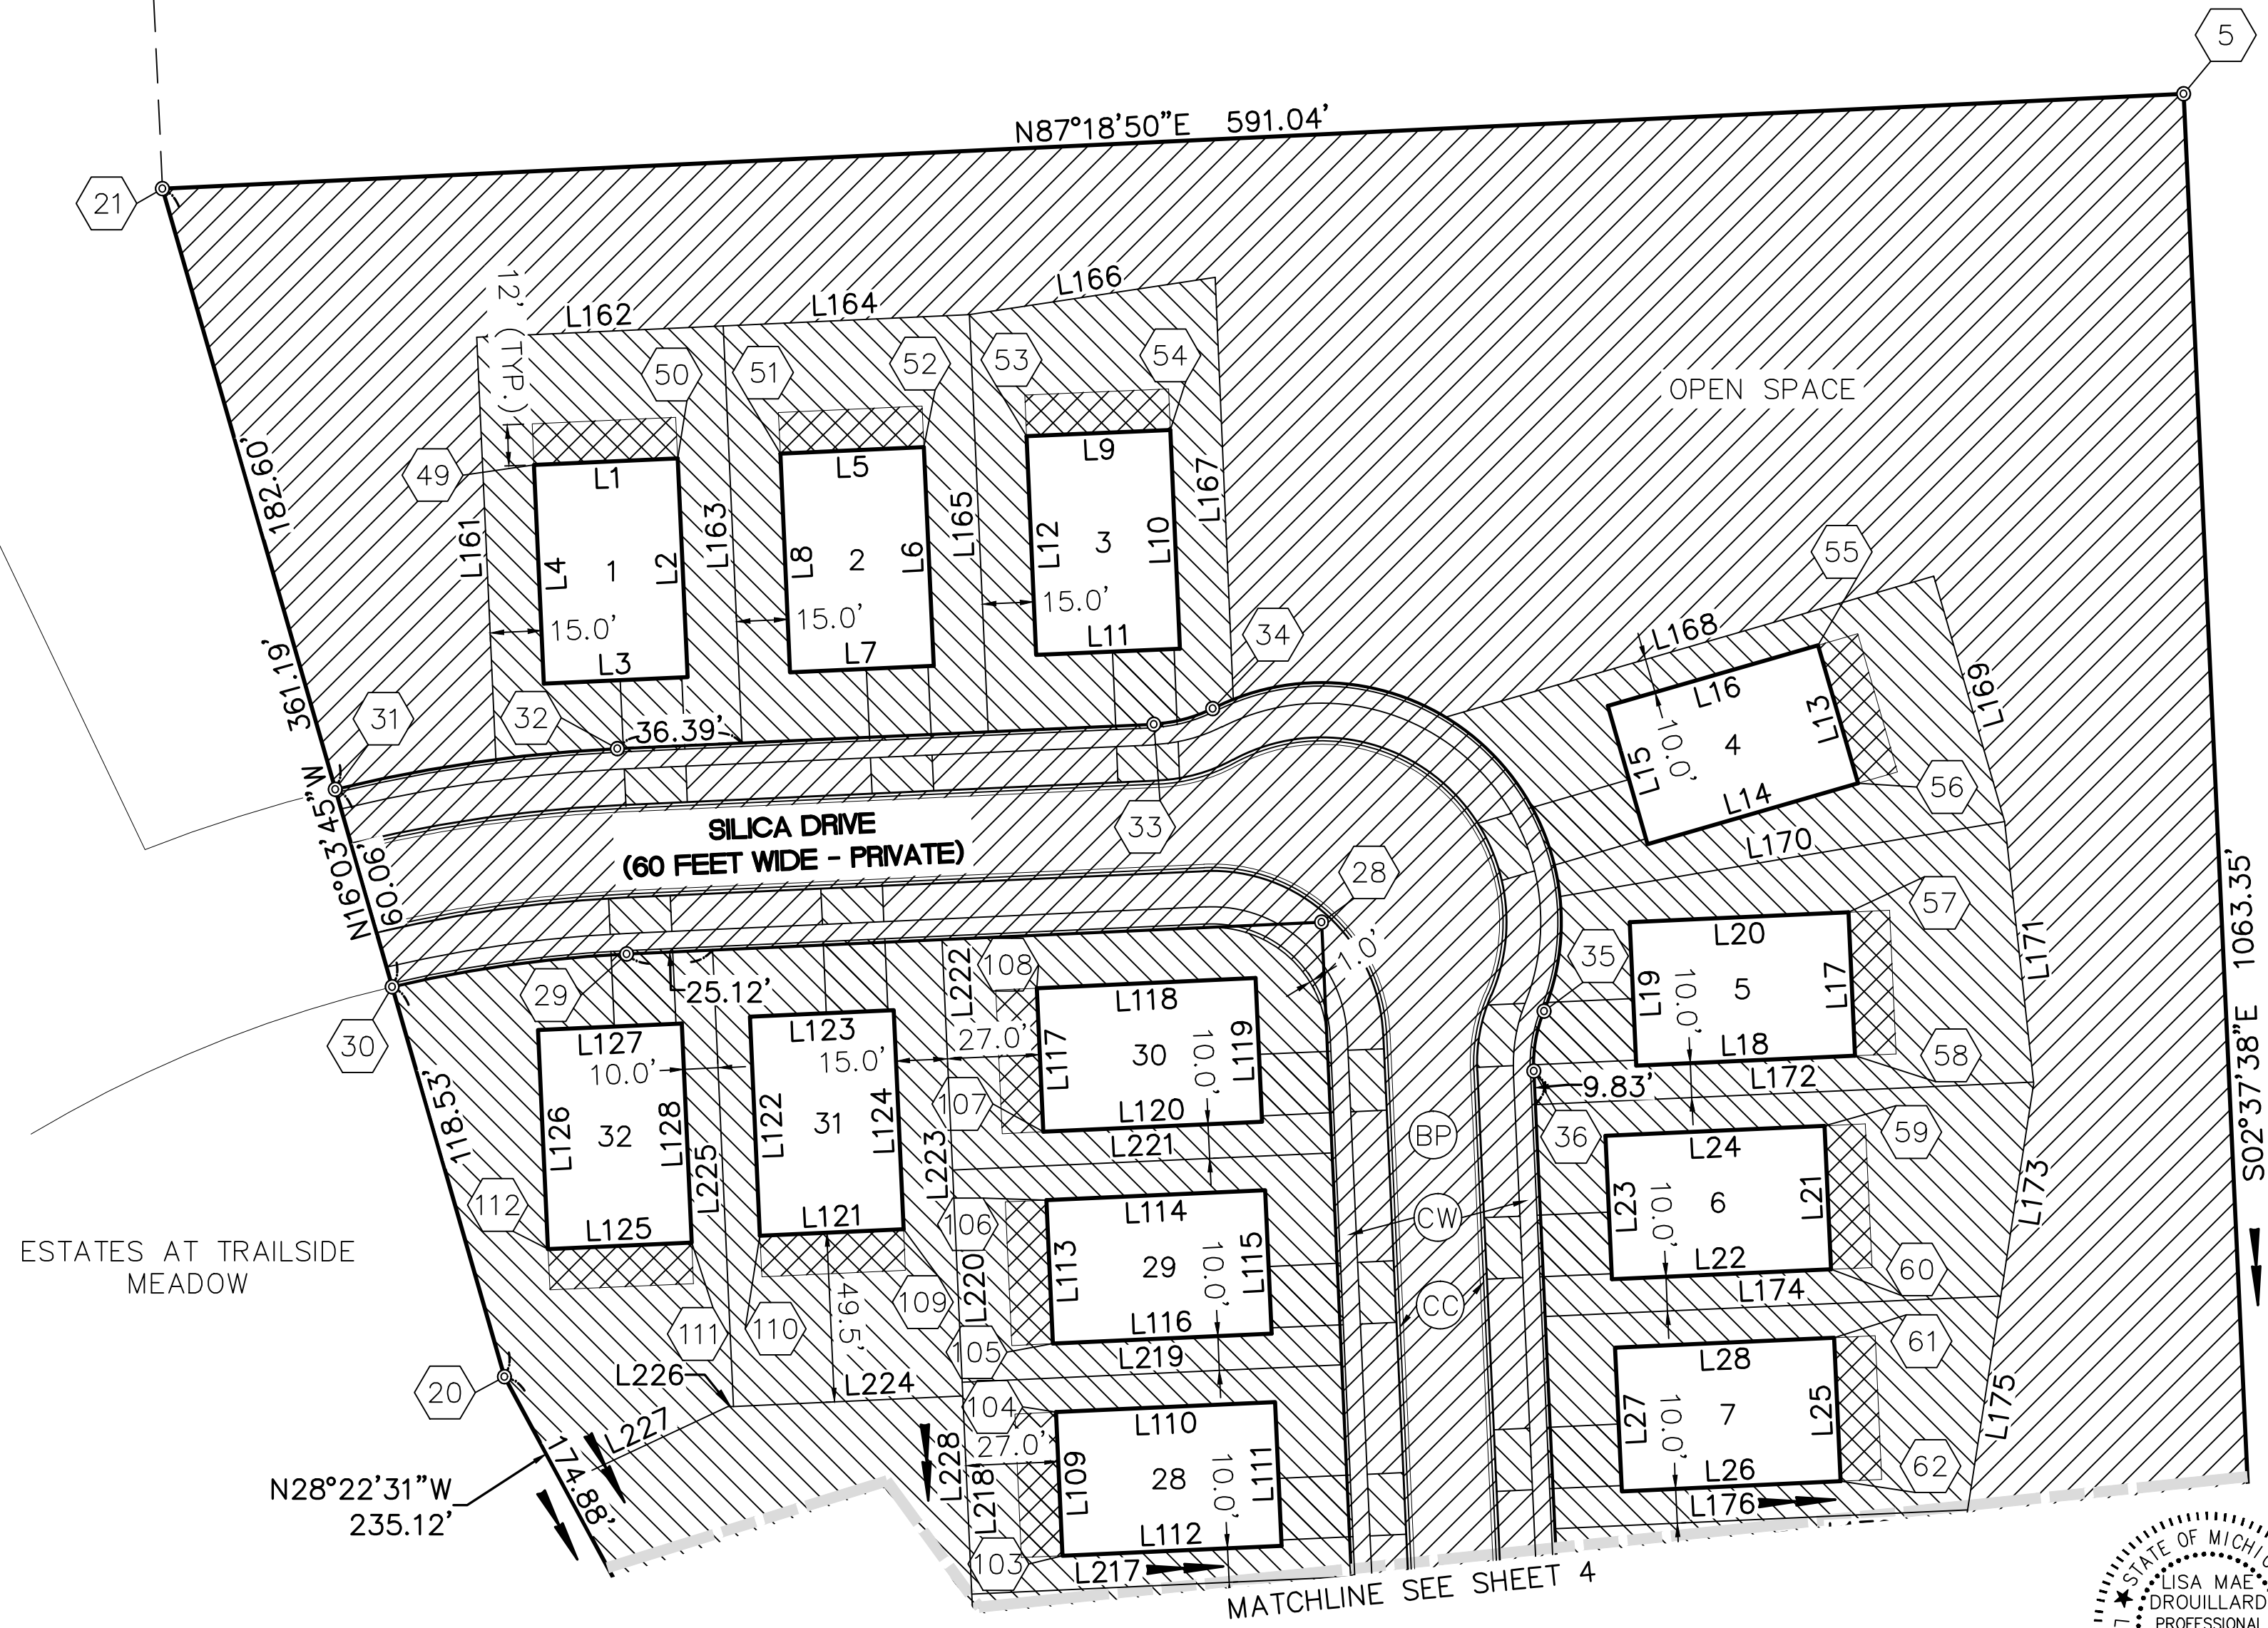 5
N87°18'50"E 591.04'
21
12' (TYP.)
L162
L164
L166
49
50
51
52
53
54
OPEN SPACE
182.60'
361.19'
N16°03'45"W
60.06'
118.53'
L161
L1
L2
L3
L4
1
15.0'
L163
L5
L6
L7
L8
2
15.0'
L165
L9
L10
L11
L12
3
15.0'
L167
31
32
36.39'
33
34
55
L168
L169
L16
L13
L15
L14
4
10.0'
56
L170
SILICA DRIVE
(60 FEET WIDE - PRIVATE)
28
1.0'
35
57
L20
L19
L17
L18
5
10.0'
L171
58
L172
9.83'
36
S02°37'38"E 1063.35'
29
25.12'
30
L222
108
27.0'
L118
L117
L119
L120
30
10.0'
107
L221
L127
L126
L128
L125
32
10.0'
L225
L123
L122
L124
L121
31
15.0'
L223
BP
CW
CC
59
L24
L23
L21
L22
6
10.0'
L173
60
L174
61
112
111
110
109
49.5'
106
L114
L113
L115
L116
29
10.0'
L220
105
L219
L28
L27
L25
L26
7
10.0'
L175
62
L176
ESTATES AT TRAILSIDE
MEADOW
20
L226
L224
L227
174.88'
N28°22'31"W
235.12'
L228
L218
104
27.0'
L110
L109
L111
L112
28
10.0'
103
L217
MATCHLINE SEE SHEET 4
STATE OF
LISA MAE
DROUILLARD
PROFESSIONAL